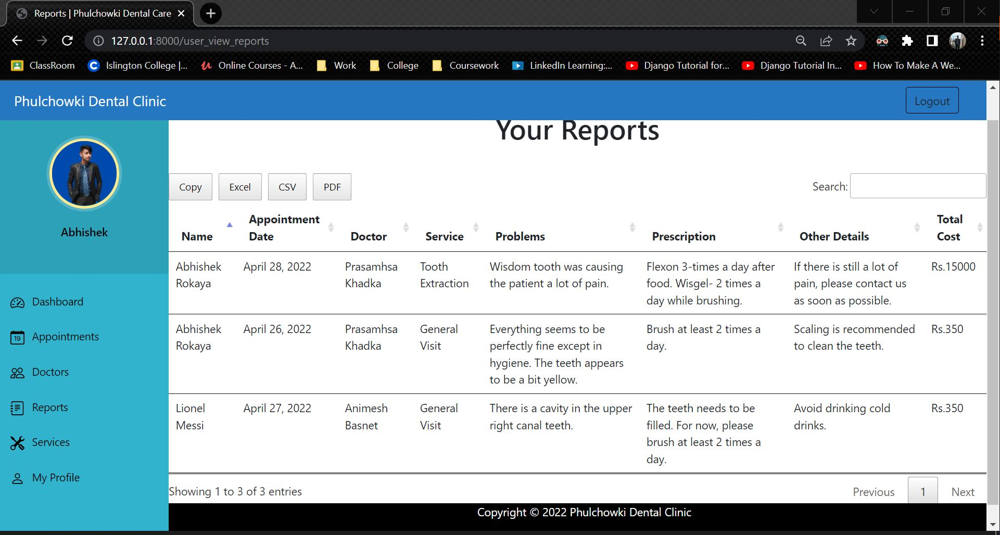 Reports | Phulchowki Dental Care
127.0.0.1:8000/user_view_reports
ClassRoom
Islington College |...
Online Courses - A...
Work
College
Coursework
LinkedIn Learning:...
Django Tutorial for...
Django Tutorial In...
How To Make A We...
Phulchowki Dental Clinic
Logout
Abhishek
Dashboard
19
Appointments
Doctors
Reports
Services
My Profile
Your Reports
Copy
Excel
CSV
PDF
Search:
Name
Appointment
Date
Doctor
Service
Problems
Prescription
Other Details
Total
Cost
Abhishek
Rokaya
April 28, 2022
Prasamhsa
Khadka
Tooth
Extraction
Wisdom tooth was causing
the patient a lot of pain.
Flexon 3-times a day after
food. Wisgel- 2 times a
day while brushing.
If there is still a lot of
pain, please contact us
as soon as possible.
Rs.15000
Abhishek
Rokaya
April 26, 2022
Prasamhsa
Khadka
General
Visit
Everything seems to be
perfectly fine except in
hygiene. The teeth appears
to be a bit yellow.
Brush at least 2 times a
day.
Scaling is recommended
to clean the teeth.
Rs.350
Lionel
Messi
April 27, 2022
Animesh
Basnet
General
Visit
There is a cavity in the upper
right canal teeth.
The teeth needs to be
filled. For now, please
brush at least 2 times a
day.
Avoid drinking cold
drinks.
Rs.350
Showing 1 to 3 of 3 entries
Previous
1
Next
Copyright © 2022 Phulchowki Dental Clinic